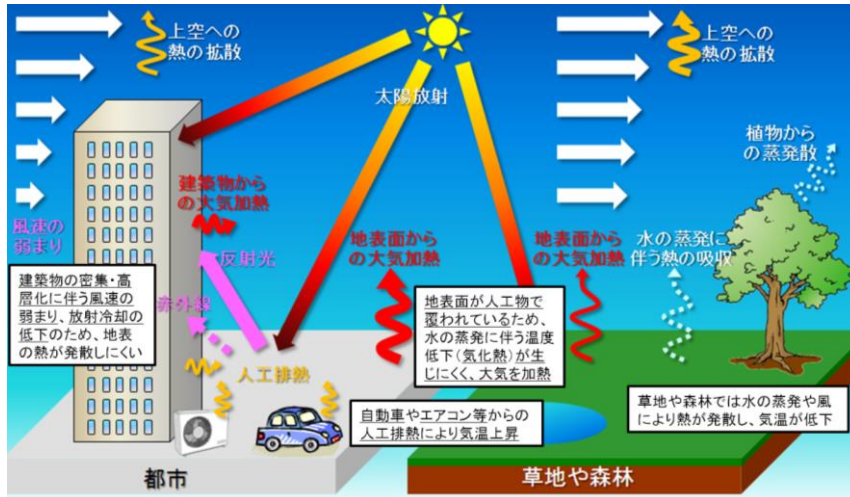 上空への
熱の拡散
太陽放射
上空への
熱の拡散
植物から
の蒸発散
建築物から
の大気加熱
風速の
弱まり
反射光
地表面から
の大気加熱
地表面から
の大気加熱
水の蒸発に
伴う熱の吸収
建築物の密集・高
層化に伴う風速の
弱まり、放射冷却の
低下のため、地表
の熱が発散しにくい
赤外線
地表面が人工物で
覆われているため、
水の蒸発に伴う温度
低下(気化熱)が生
じにくく、大気を加熱
人工排熱
自動車やエアコン等からの
人工排熱により気温上昇
草地や森林では水の蒸発や風
により熱が発散し、気温が低下
都市
草地や森林